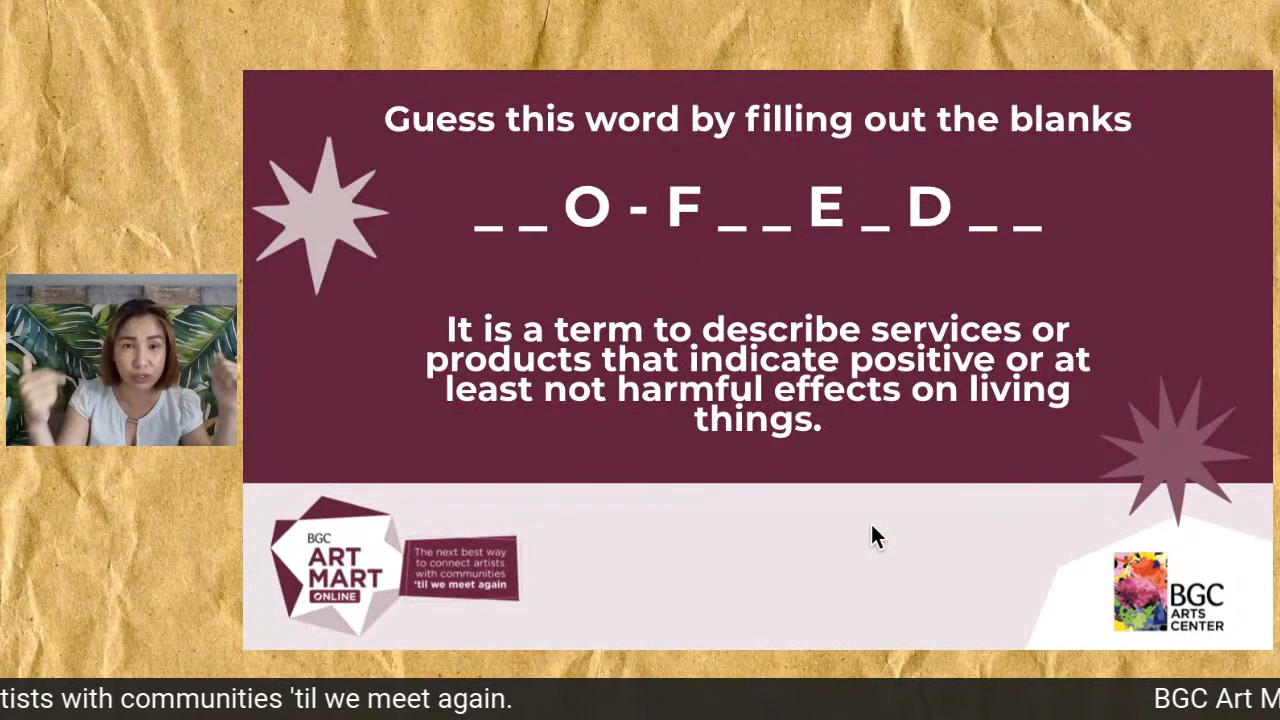 Guess this word by filling out the blanks
_ _ O - F _ _ E _ D _ _
It is a term to describe services or
products that indicate positive or at
least not harmful effects on living
things.
BGC
ART
MART
ONLINE
The next best way
to connect artists
with communities
'til we meet again
BGC
ARTS
CENTER
tists with communities 'til we meet again.
BGC Art M